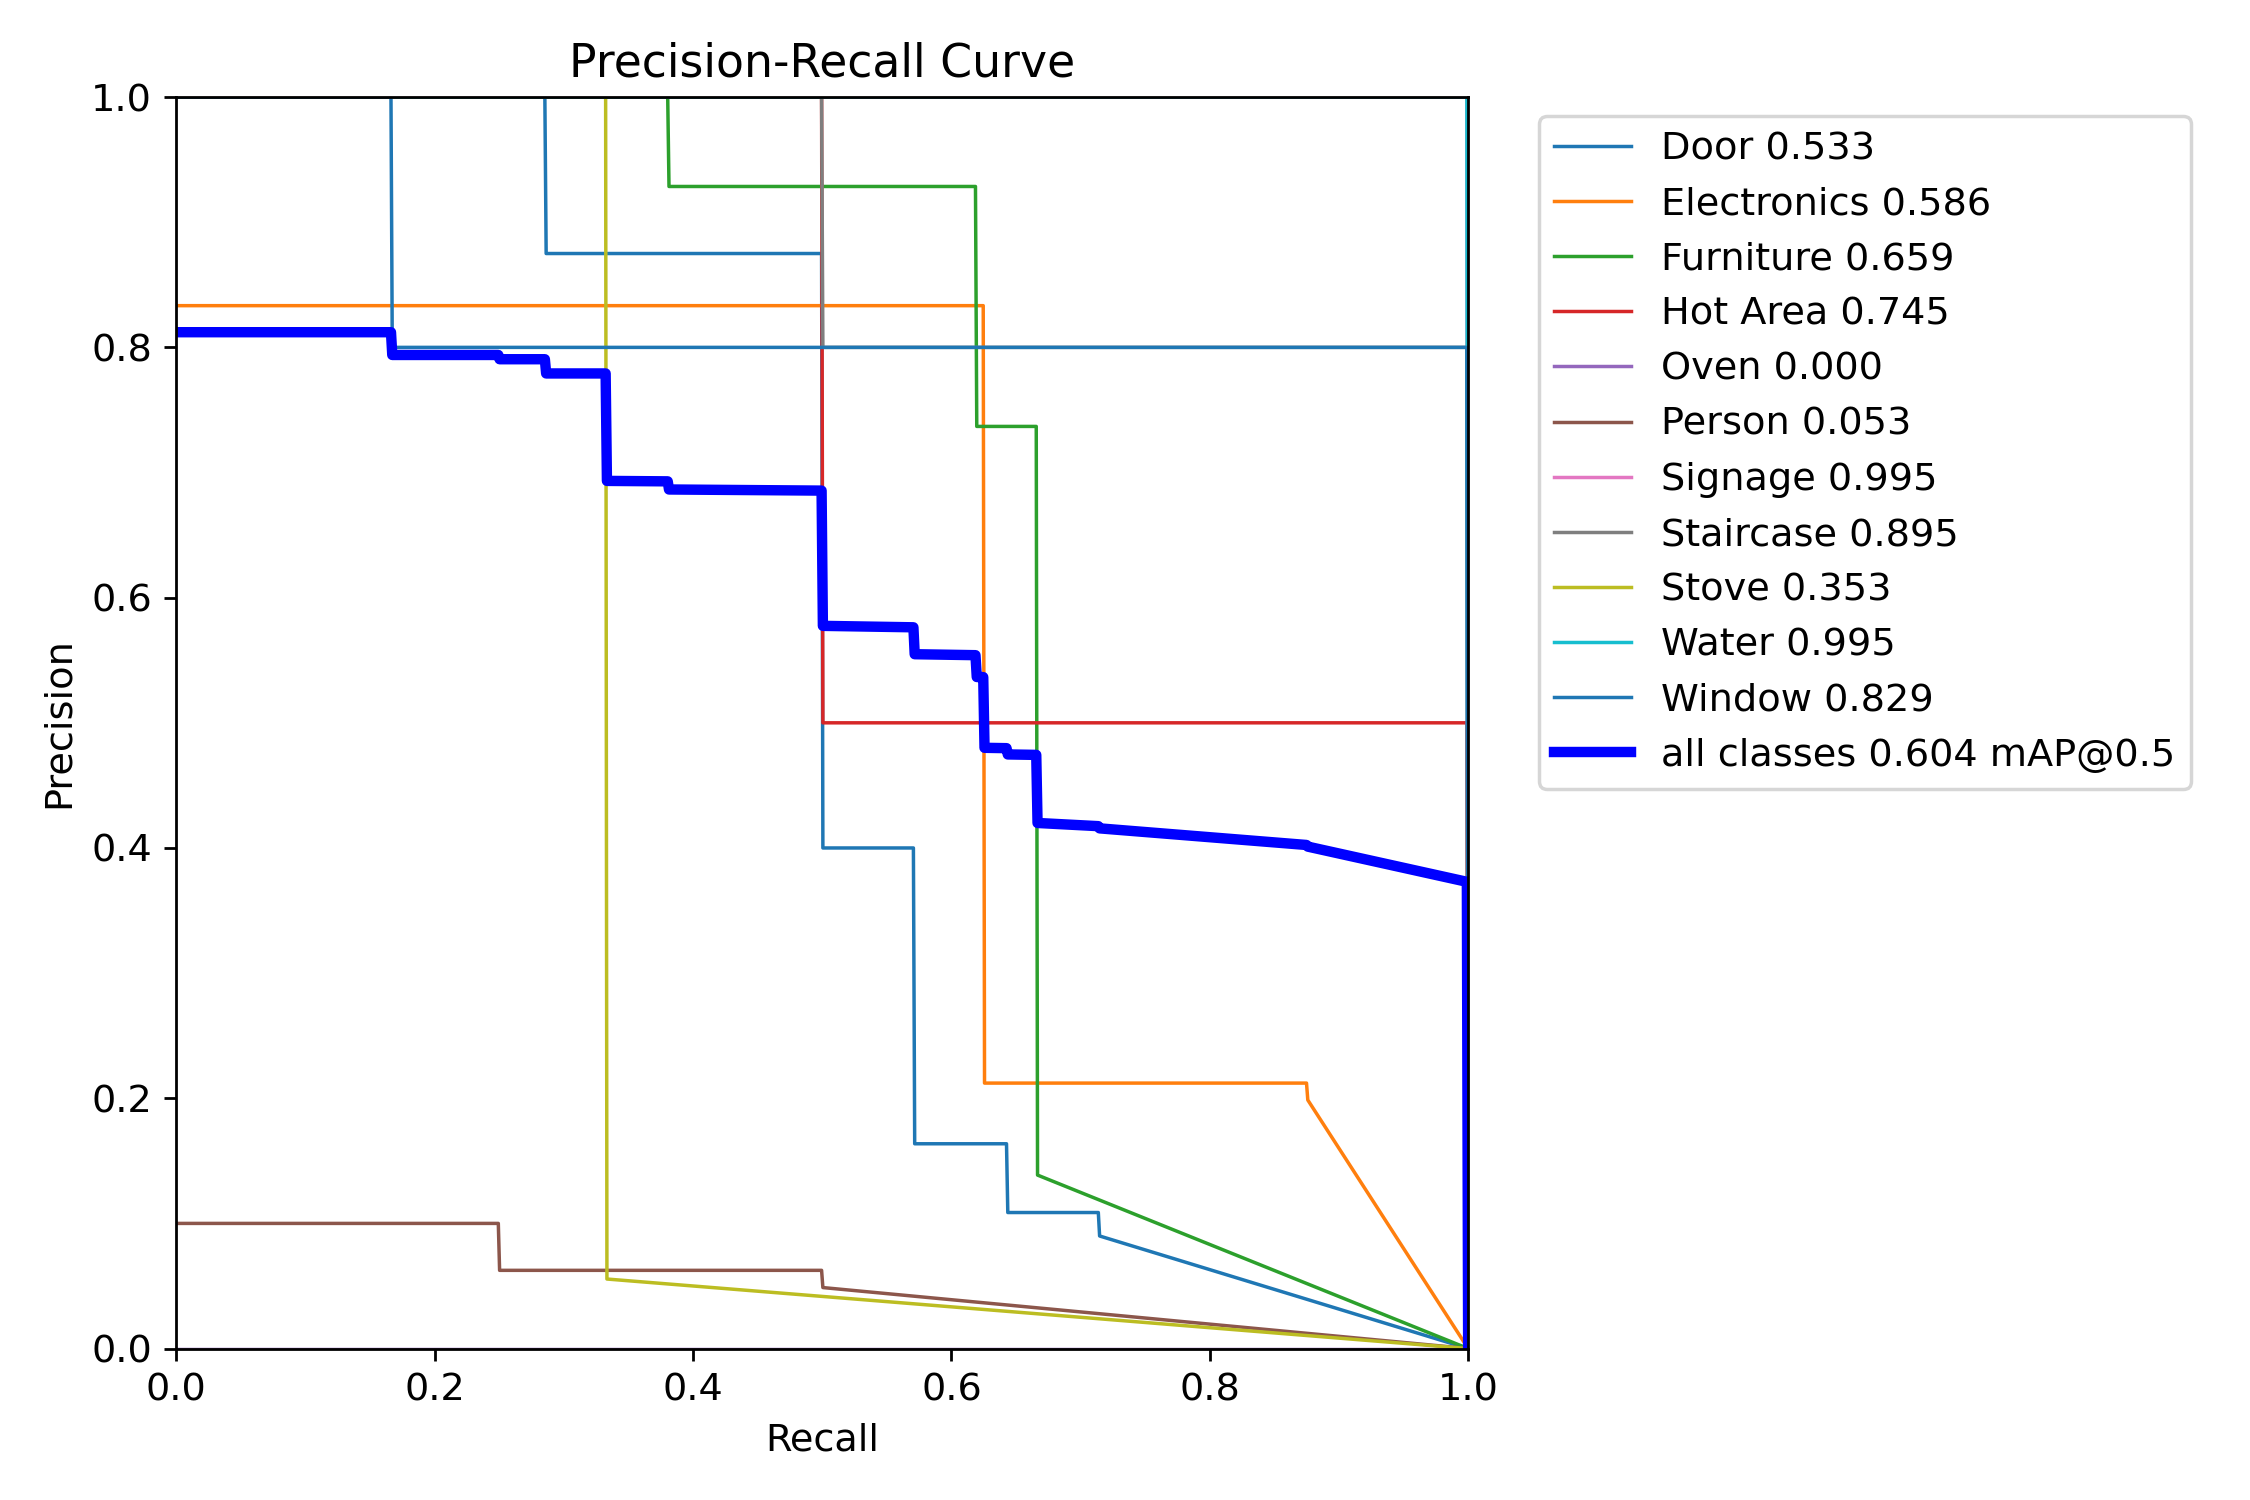 Precision-Recall Curve
1.0
0.8
0.6
0.4
0.2
0.0
Precision
0.0 0.2 0.4 0.6 0.8 1.0
Recall
Door 0.533
Electronics 0.586
Furniture 0.659
Hot Area 0.745
Oven 0.000
Person 0.053
Signage 0.995
Staircase 0.895
Stove 0.353
Water 0.995
Window 0.829
all classes 0.604 mAP@0.5